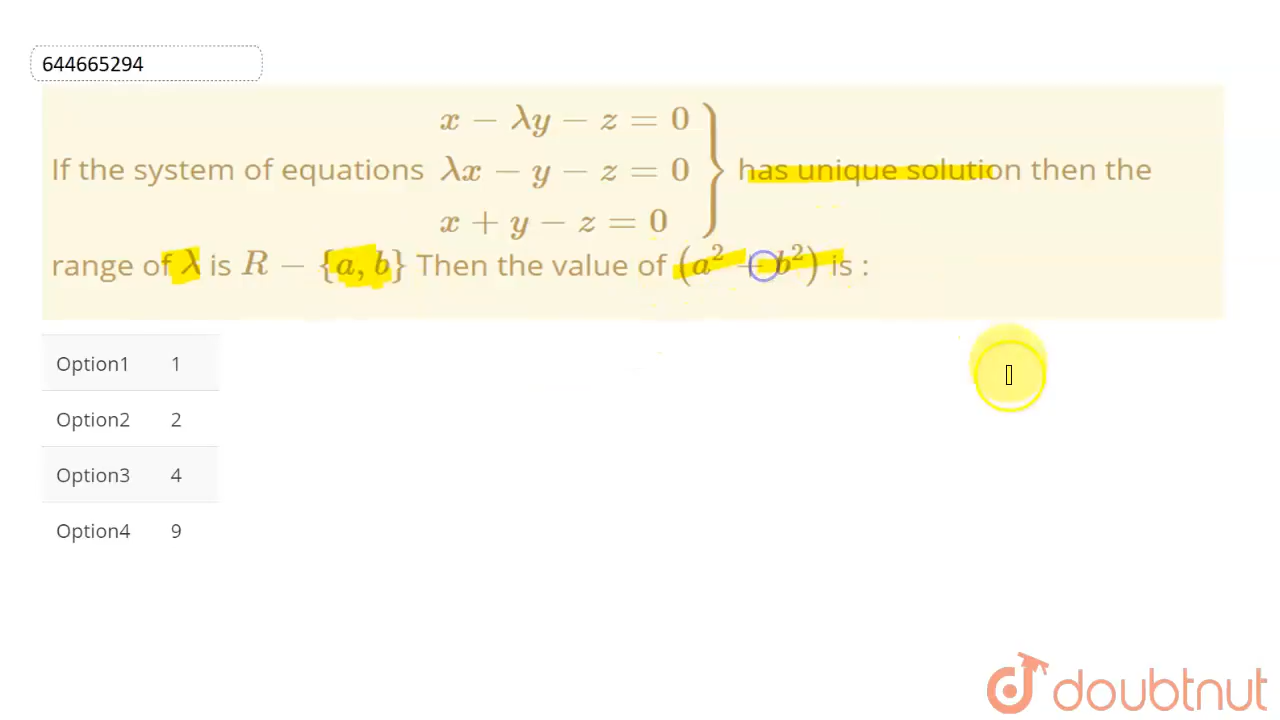 644665294
x − λy − z = 0
If the system of equations λx − y − z = 0 } has unique solution then the
x + y − z = 0
range of λ is R − {a, b} Then the value of (a² + b²) is :
Option1 1
Option2 2
Option3 4
Option4 9
doubtnut